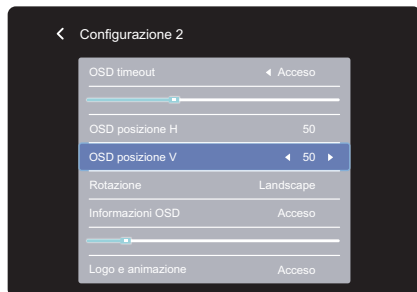 Configurazione 2
OSD timeout Acceso
OSD posizione H 50
OSD posizione V 50
Rotazione Landscape
Informazioni OSD Acceso
Logo e animazione Acceso